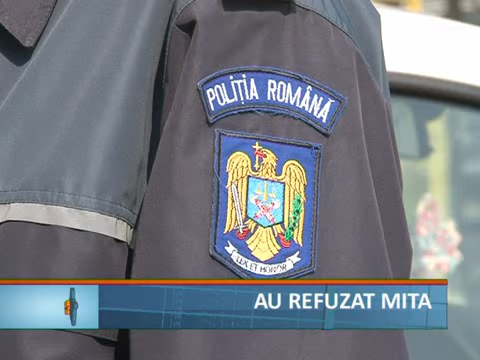 POLIȚIA ROMÂNĂ
LEX ET HONOR
AU REFUZAT MITA